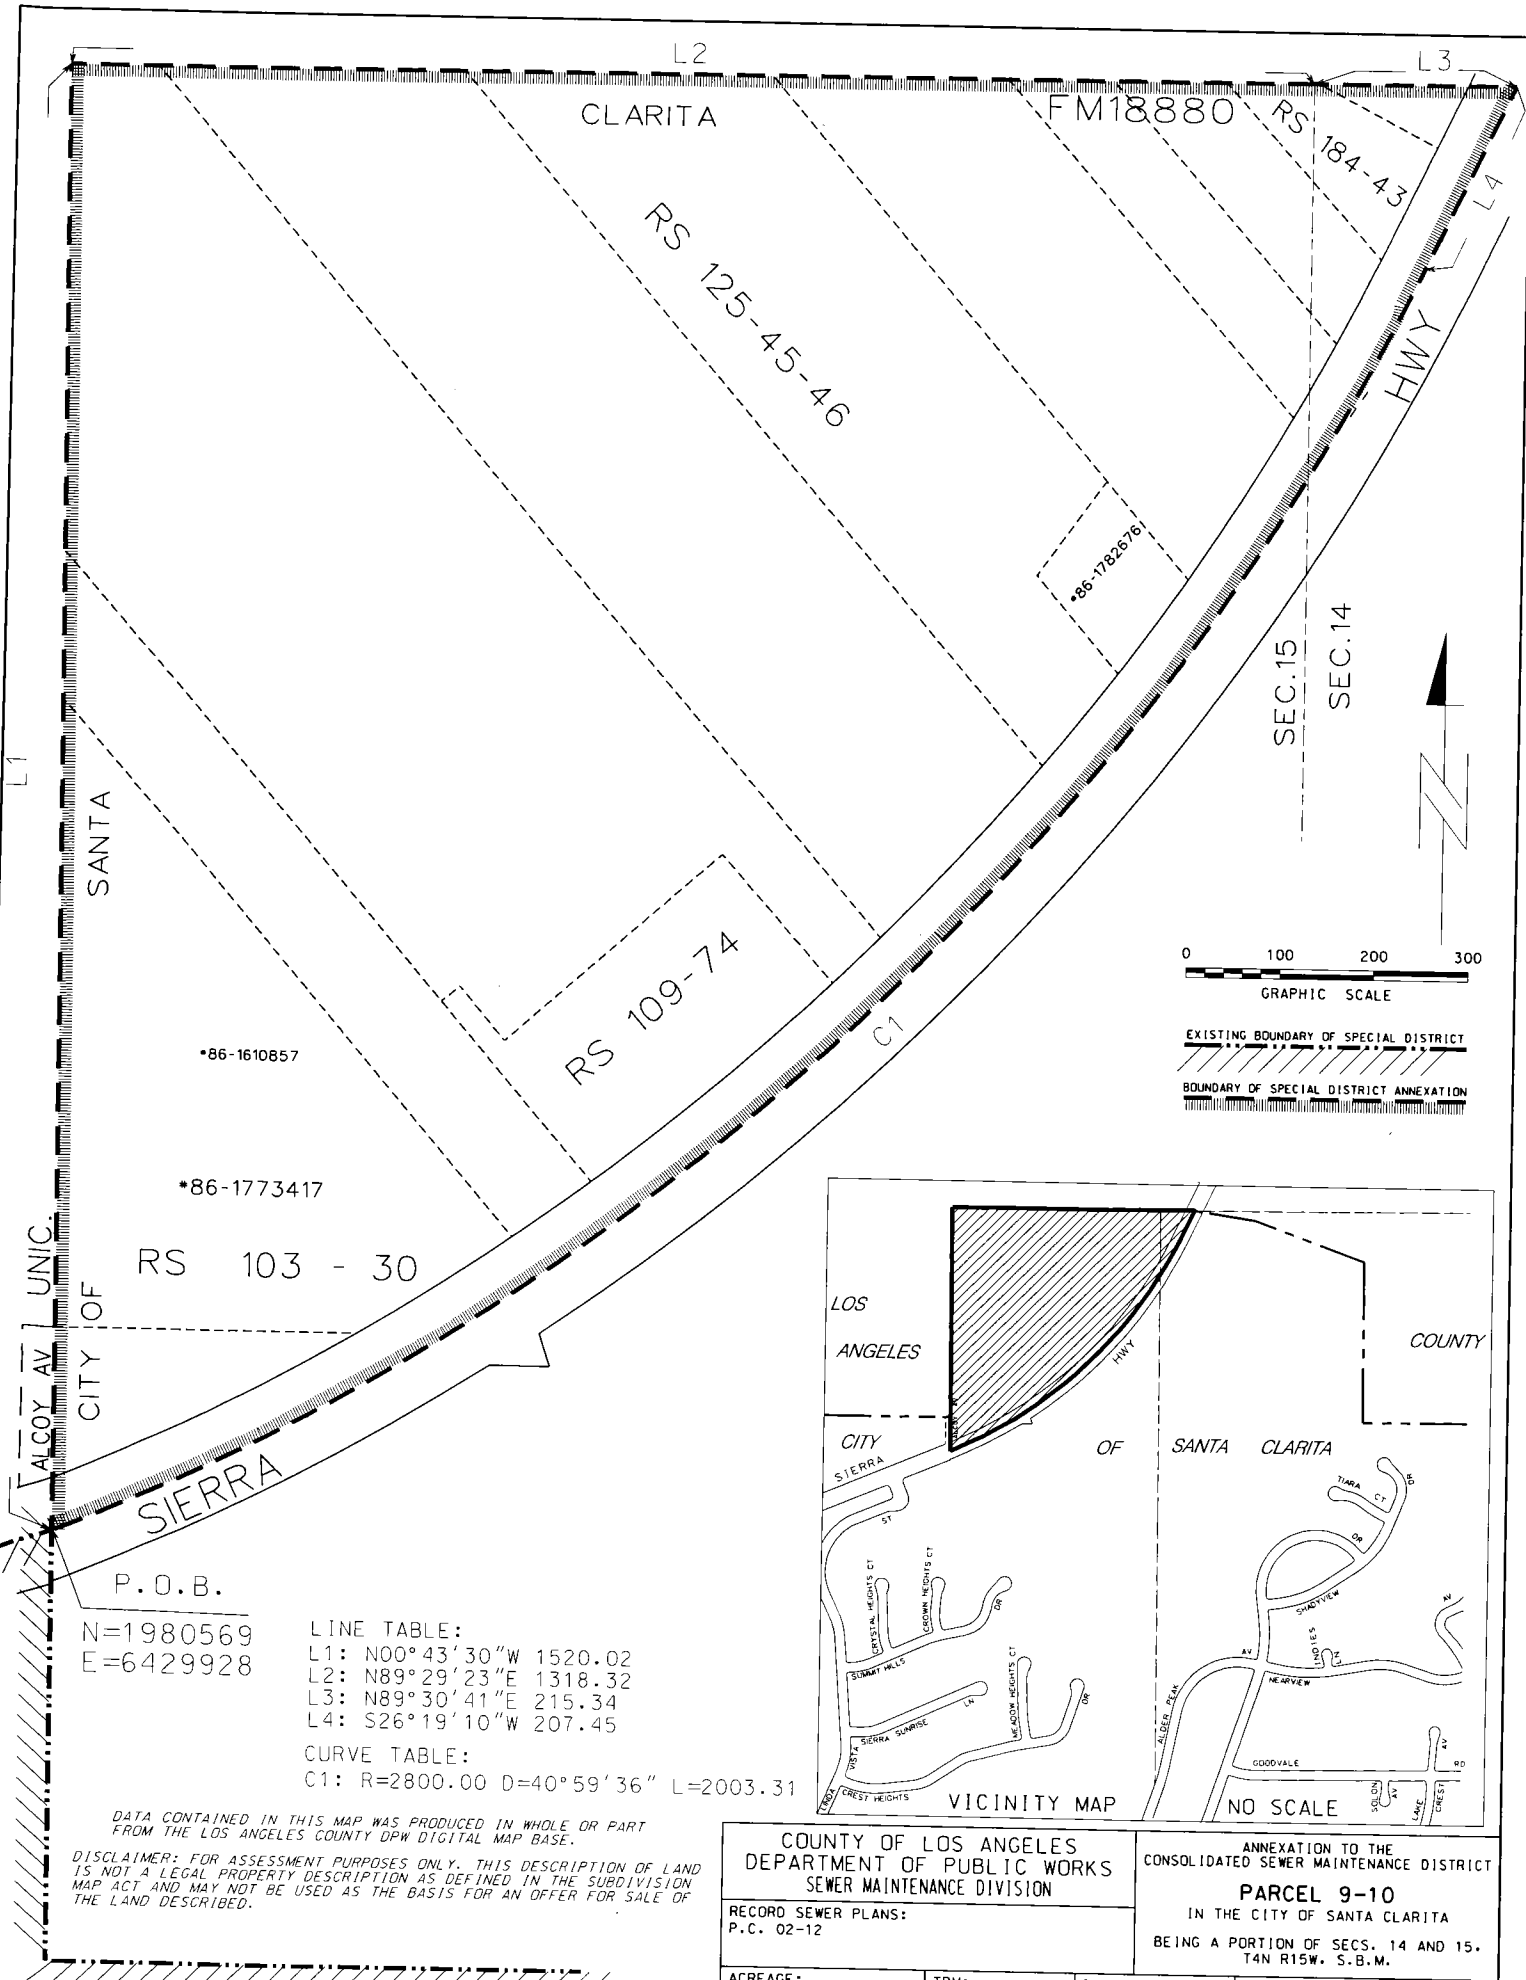 L2
L3
CLARITA
FM18880
RS 184-43
L4
RS 125-45-46
HWY
*86-1782676
SEC.15
SEC.14
L1
SANTA
N
0 100 200 300
GRAPHIC SCALE
RS 109-74
C1
EXISTING BOUNDARY OF SPECIAL DISTRICT
BOUNDARY OF SPECIAL DISTRICT ANNEXATION
*86-1610857
*86-1773417
UNIC.
RS 103 - 30
CITY OF
ALCOY AV
SIERRA
P.O.B.
N=1980569
E=6429928
LINE TABLE:
L1: N00°43'30"W 1520.02
L2: N89°29'23"E 1318.32
L3: N89°30'41"E 215.34
L4: S26°19'10"W 207.45
CURVE TABLE:
C1: R=2800.00 D=40°59'36" L=2003.31
DATA CONTAINED IN THIS MAP WAS PRODUCED IN WHOLE OR PART
FROM THE LOS ANGELES COUNTY DPW DIGITAL MAP BASE.
DISCLAIMER: FOR ASSESSMENT PURPOSES ONLY. THIS DESCRIPTION OF LAND
IS NOT A LEGAL PROPERTY DESCRIPTION AS DEFINED IN THE SUBDIVISION
MAP ACT AND MAY NOT BE USED AS THE BASIS FOR AN OFFER FOR SALE OF
THE LAND DESCRIBED.
LOS
ANGELES
COUNTY
HWY
CITY OF SANTA CLARITA
SIERRA
ST
TIARA CT
DR
DR
CRYSTAL HEIGHTS CT
CROWN HEIGHTS CT
DR
SHADYVIEW
AV
SUMMIT HILLS
MEADOW HEIGHTS CT
INDIES LN
AV
NEARVIEW
SIERRA SUNRISE LN
DR
ALDER PEAK
VISTA
LINDA
CREST HEIGHTS
GOODVALE RD
SOLON AV
LAKE CREST AV
VICINITY MAP
NO SCALE
COUNTY OF LOS ANGELES
DEPARTMENT OF PUBLIC WORKS
SEWER MAINTENANCE DIVISION
RECORD SEWER PLANS:
P.C. 02-12
ANNEXATION TO THE
CONSOLIDATED SEWER MAINTENANCE DISTRICT
PARCEL 9-10
IN THE CITY OF SANTA CLARITA
BEING A PORTION OF SECS. 14 AND 15.
T4N R15W. S.B.M.
ACREAGE: